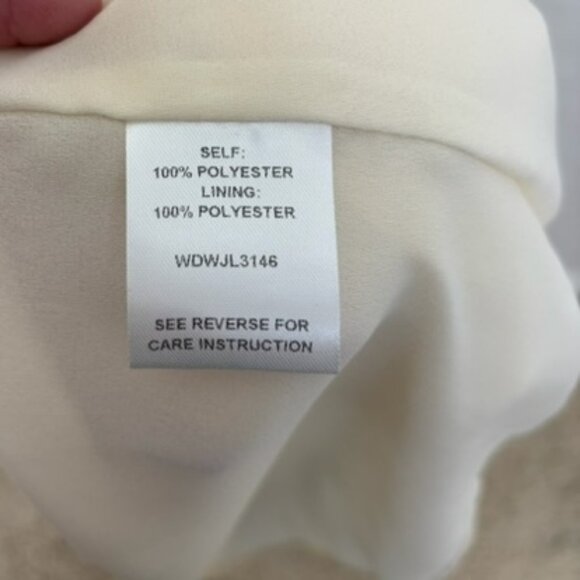 SELF:
100% POLYESTER
LINING:
100% POLYESTER
WDWJL3146
SEE REVERSE FOR
CARE INSTRUCTION